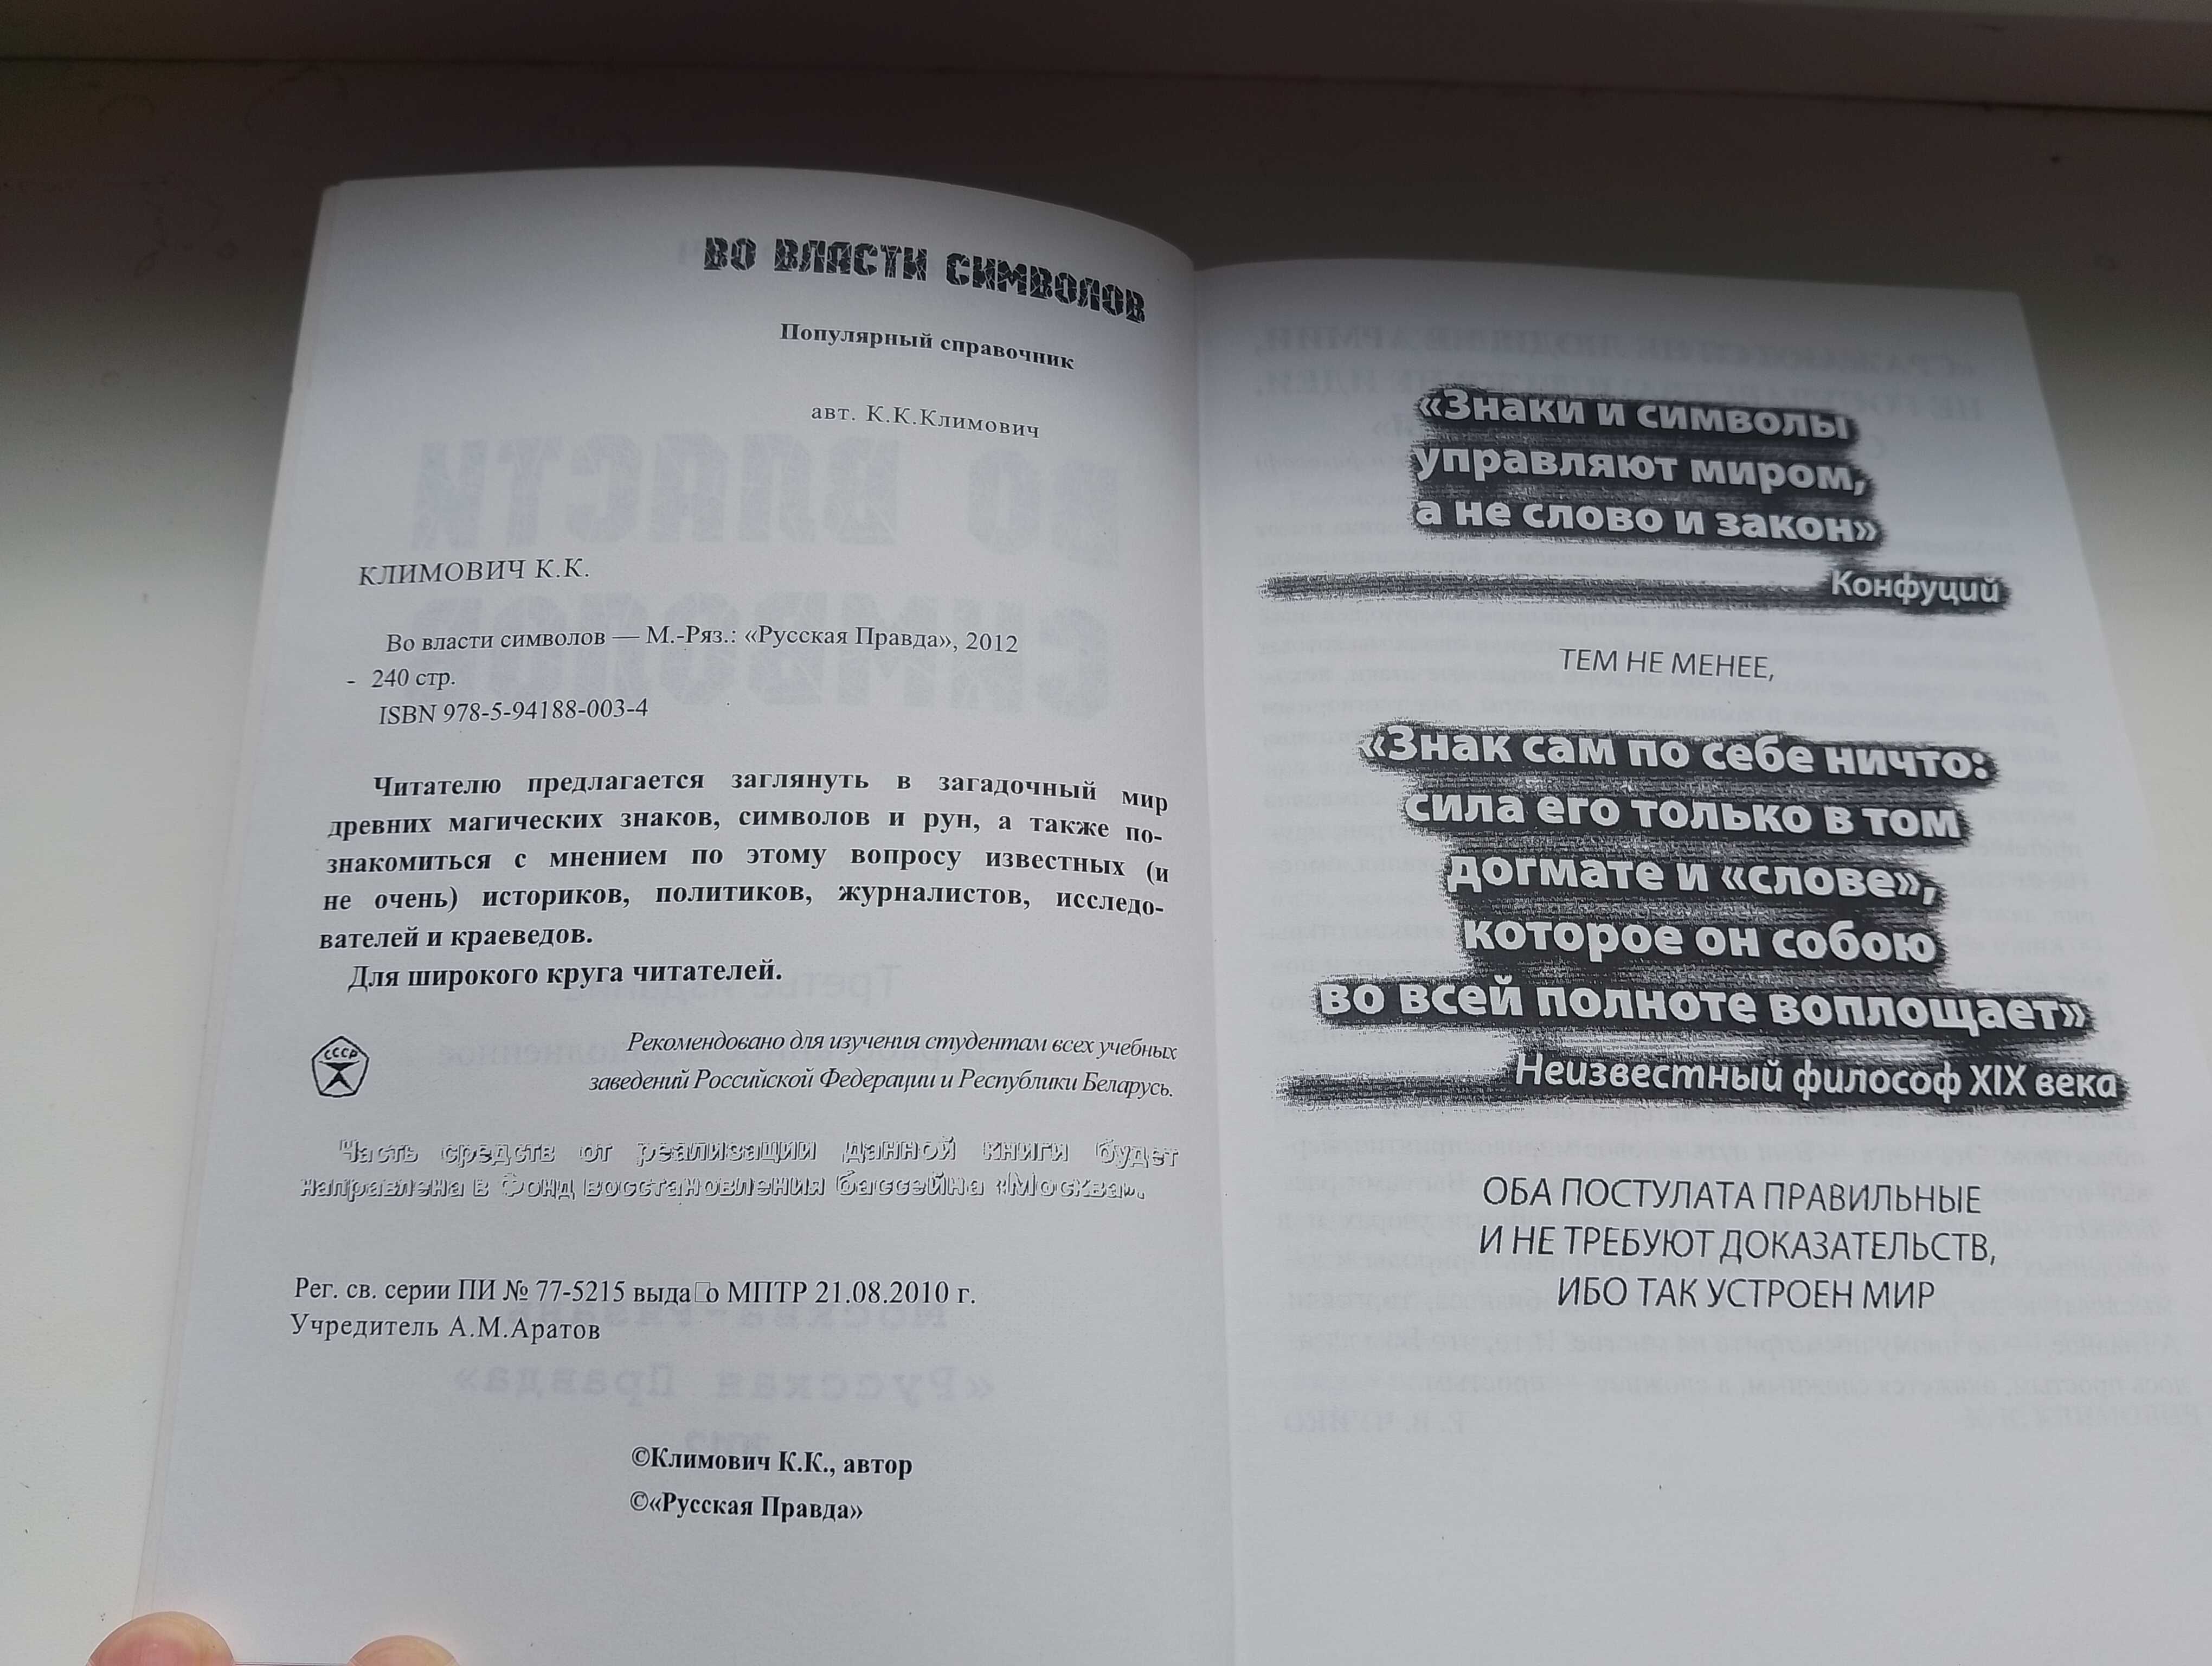 ВО ВЛАСТИ СИМВОЛОВ
Популярный справочник
авт. К.К.Климович
КЛИМОВИЧ К.К.
Во власти символов — М.-Ряз.: «Русская Правда», 2012
- 240 стр.
ISBN 978-5-94188-003-4
Читателю предлагается заглянуть в загадочный мир
древних магических знаков, символов и рун, а также по-
знакомиться с мнением по этому вопросу известных (и
не очень) историков, политиков, журналистов, исследо-
вателей и краеведов.
Для широкого круга читателей.
СССР
Рекомендовано для изучения студентам всех учебных
заведений Российской Федерации и Республики Беларусь.
Часть средств от реализации данной книги будет
направлена в Фонд восстановления бассейна «Москва».
Рег. св. серии ПИ № 77-5215 выда□о МПТР 21.08.2010 г.
Учредитель А.М.Аратов
©Климович К.К., автор
©«Русская Правда»
«Знаки и символы
управляют миром,
а не слово и закон»
Конфуций
ТЕМ НЕ МЕНЕЕ,
«Знак сам по себе ничто:
сила его только в том
догмате и «слове»,
которое он собою
во всей полноте воплощает»
Неизвестный философ XIX века
ОБА ПОСТУЛАТА ПРАВИЛЬНЫЕ
И НЕ ТРЕБУЮТ ДОКАЗАТЕЛЬСТВ,
ИБО ТАК УСТРОЕН МИР